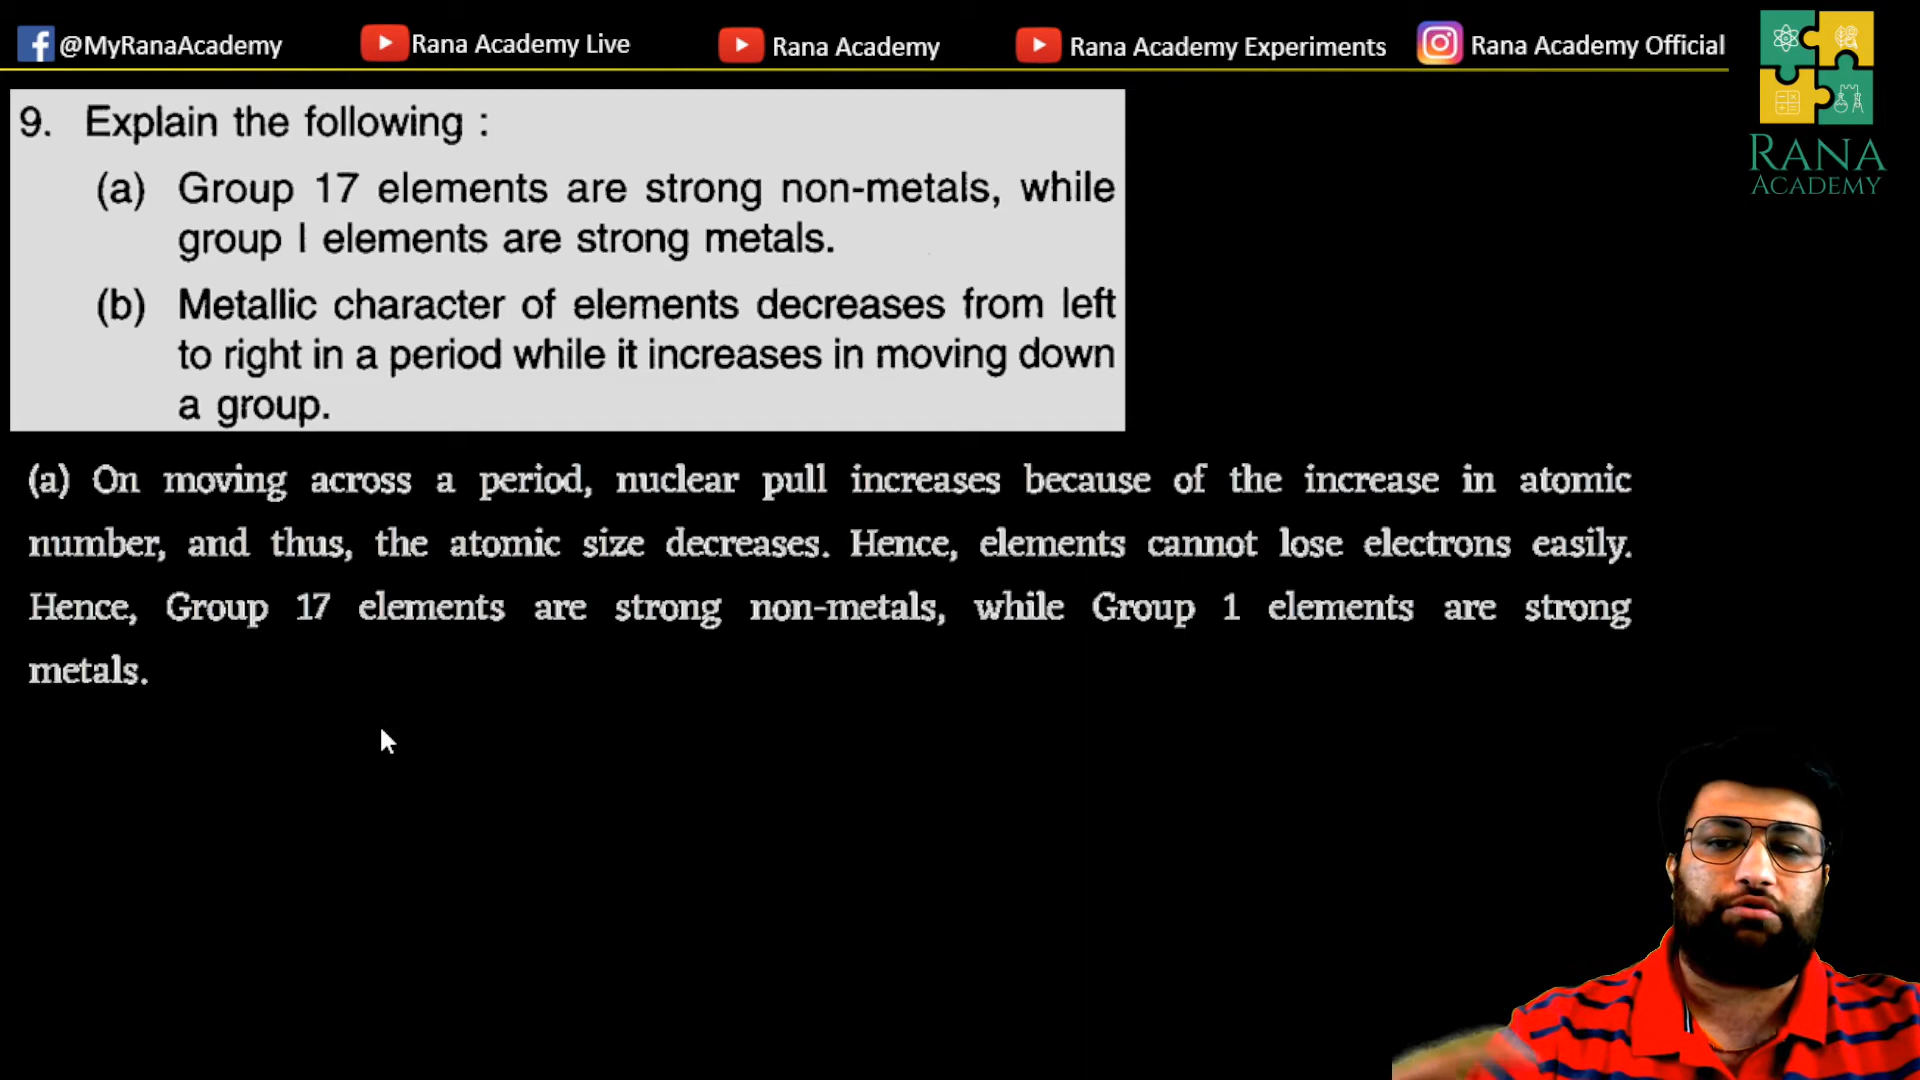 @MyRanaAcademy Rana Academy Live Rana Academy Rana Academy Experiments Rana Academy Official
RANA
ACADEMY
9. Explain the following :
(a) Group 17 elements are strong non-metals, while
group I elements are strong metals.
(b) Metallic character of elements decreases from left
to right in a period while it increases in moving down
a group.
(a) On moving across a period, nuclear pull increases because of the increase in atomic
number, and thus, the atomic size decreases. Hence, elements cannot lose electrons easily.
Hence, Group 17 elements are strong non-metals, while Group 1 elements are strong
metals.